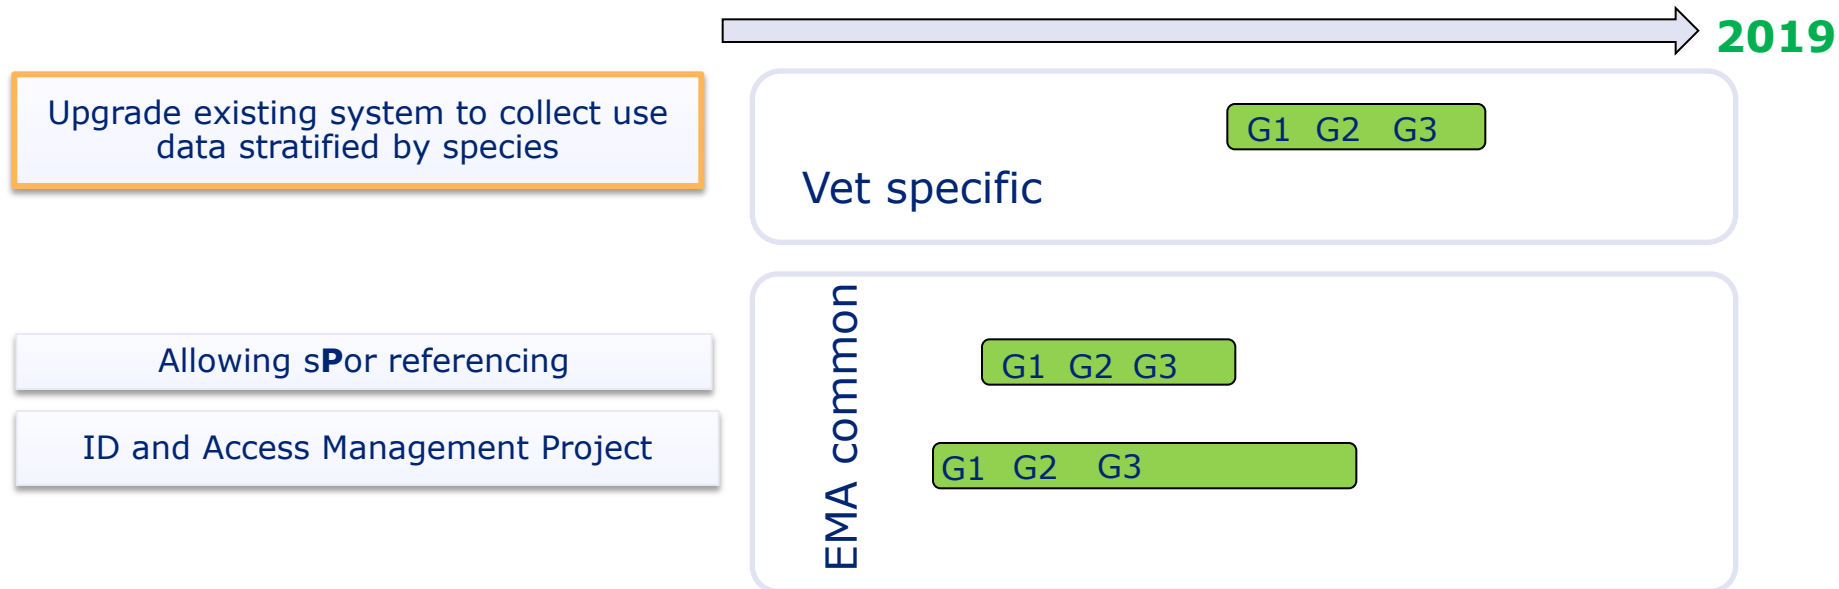 2019
Upgrade existing system to collect use
data stratified by species
G1 G2 G3
Vet specific
EMA common
Allowing sPor referencing
G1 G2 G3
ID and Access Management Project
G1 G2 G3